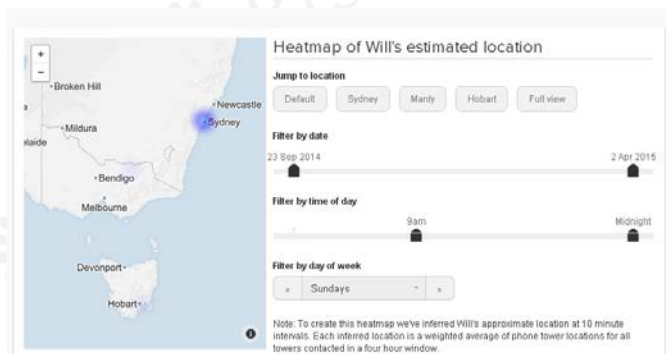 Heatmap of Will's estimated location
+
-
Broken Hill
Newcastle
Sydney
Mildura
elaide
Bendigo
Melbourne
Devonport
Hobart
Jump to location
Default Sydney Manly Hobart Full view
Filter by date
23 Sep 2014 2 Apr 2015
Filter by time of day
9am Midnight
Filter by day of week
« Sundays »
Note: To create this heatmap we've inferred Will's approximate location at 10 minute
intervals. Each inferred location is a weighted average of phone tower locations for all
towers contacted in a four hour window.